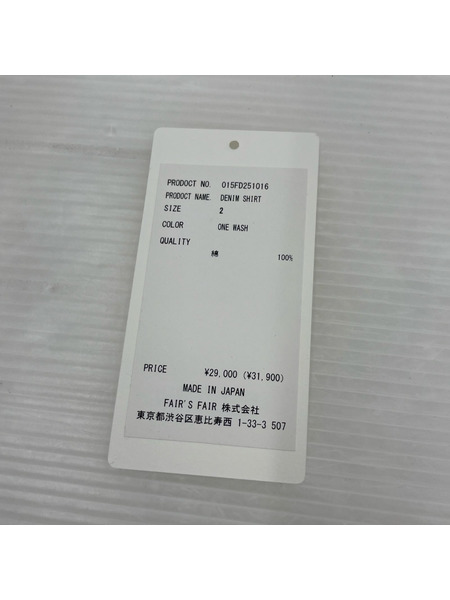 PRODOCT NO. 015FD251016
PRODOCT NAME. DENIM SHIRT
SIZE 2
COLOR ONE WASH
QUALITY
綿 100%
PRICE ¥29,000 (¥31,900)
MADE IN JAPAN
FAIR'S FAIR 株式会社
東京都渋谷区恵比寿西 1-33-3 507